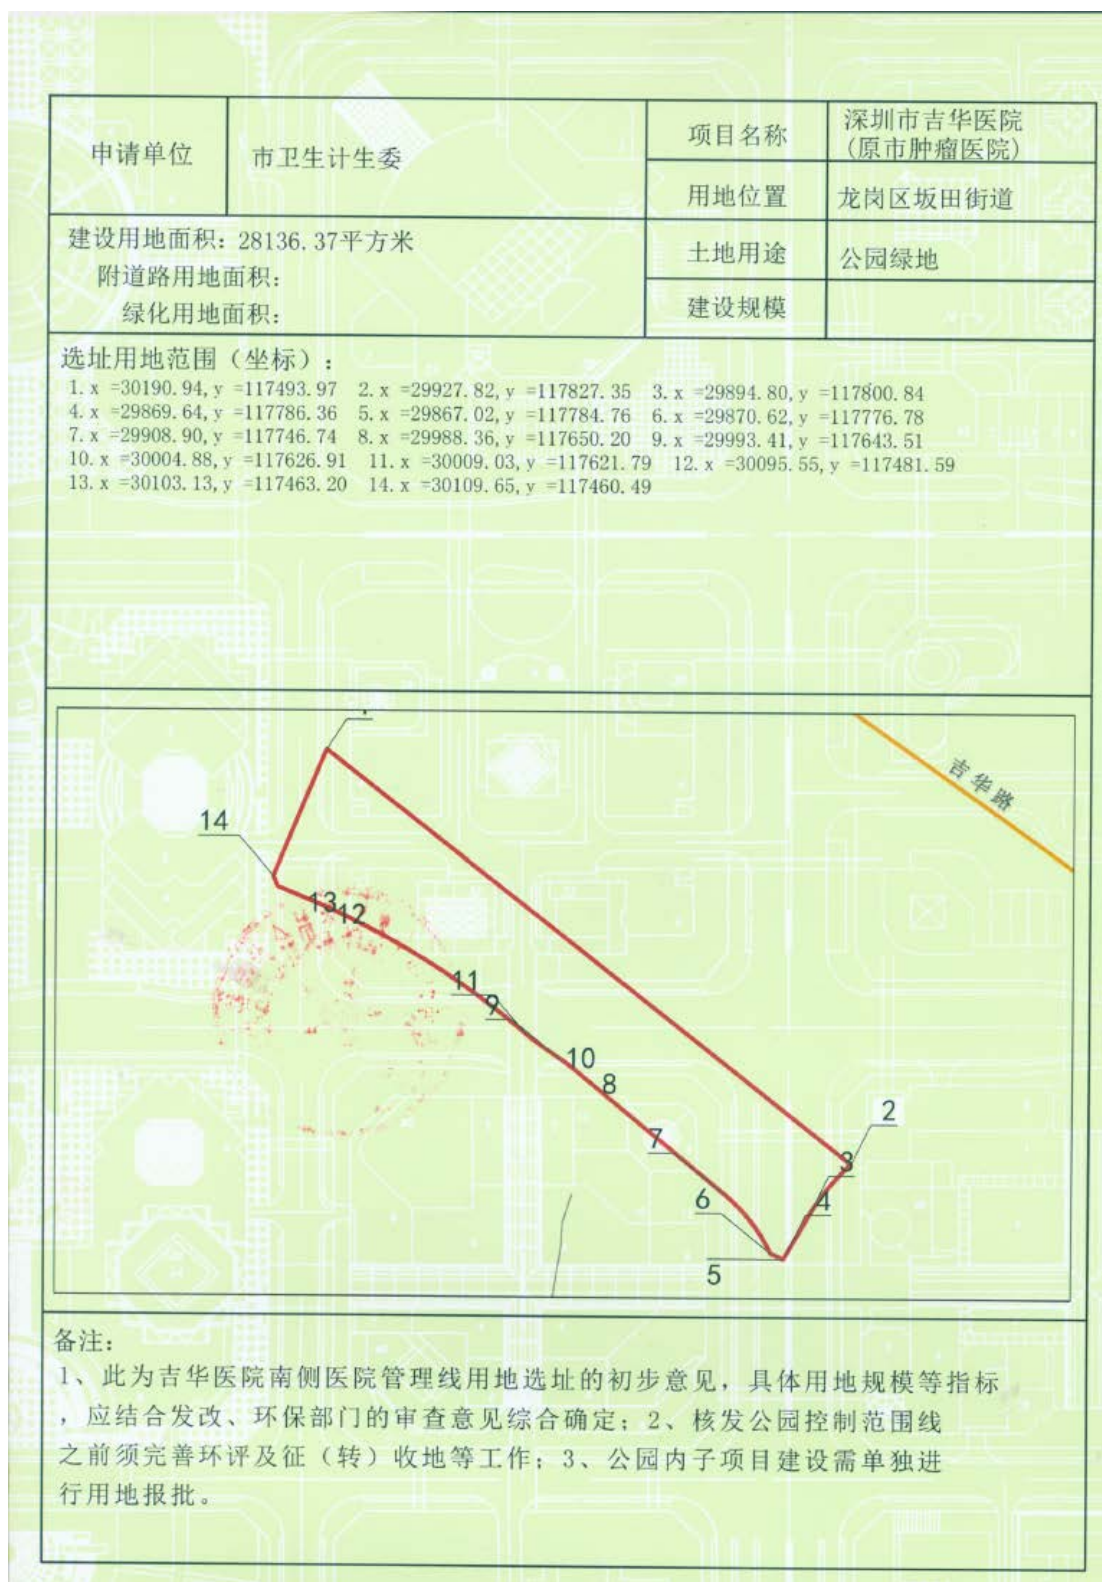 申请单位
市卫生计生委
项目名称
深圳市吉华医院
(原市肿瘤医院)
用地位置
龙岗区坂田街道
建设用地面积: 28136.37平方米
附道路用地面积:
绿化用地面积:
土地用途
公园绿地
建设规模
选址用地范围（坐标）:
1. x =30190.94, y =117493.97 2. x =29927.82, y =117827.35 3. x =29894.80, y =117800.84
4. x =29869.64, y =117786.36 5. x =29867.02, y =117784.76 6. x =29870.62, y =117776.78
7. x =29908.90, y =117746.74 8. x =29988.36, y =117650.20 9. x =29993.41, y =117643.51
10. x =30004.88, y =117626.91 11. x =30009.03, y =117621.79 12. x =30095.55, y =117481.59
13. x =30103.13, y =117463.20 14. x =30109.65, y =117460.49
吉华路
14
13
12
11
9
10
8
7
2
3
6
4
5
备注:
1、此为吉华医院南侧医院管理线用地选址的初步意见，具体用地规模等指标
，应结合发改、环保部门的审查意见综合确定；2、核发公园控制范围线
之前须完善环评及征（转）收地等工作；3、公园内子项目建设需单独进
行用地报批。